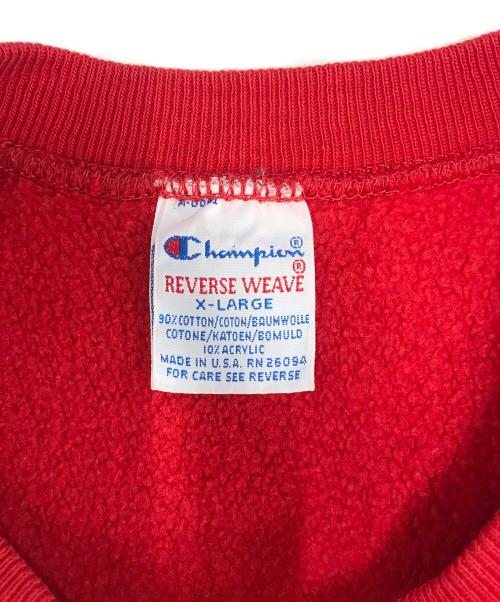 Champion®
REVERSE WEAVE®
X-LARGE
90% COTTON/COTON/BAUMWOLLE
COTONE/KATOEN/BOMULD
10% ACRYLIC
MADE IN U.S.A. RN 26094
FOR CARE SEE REVERSE